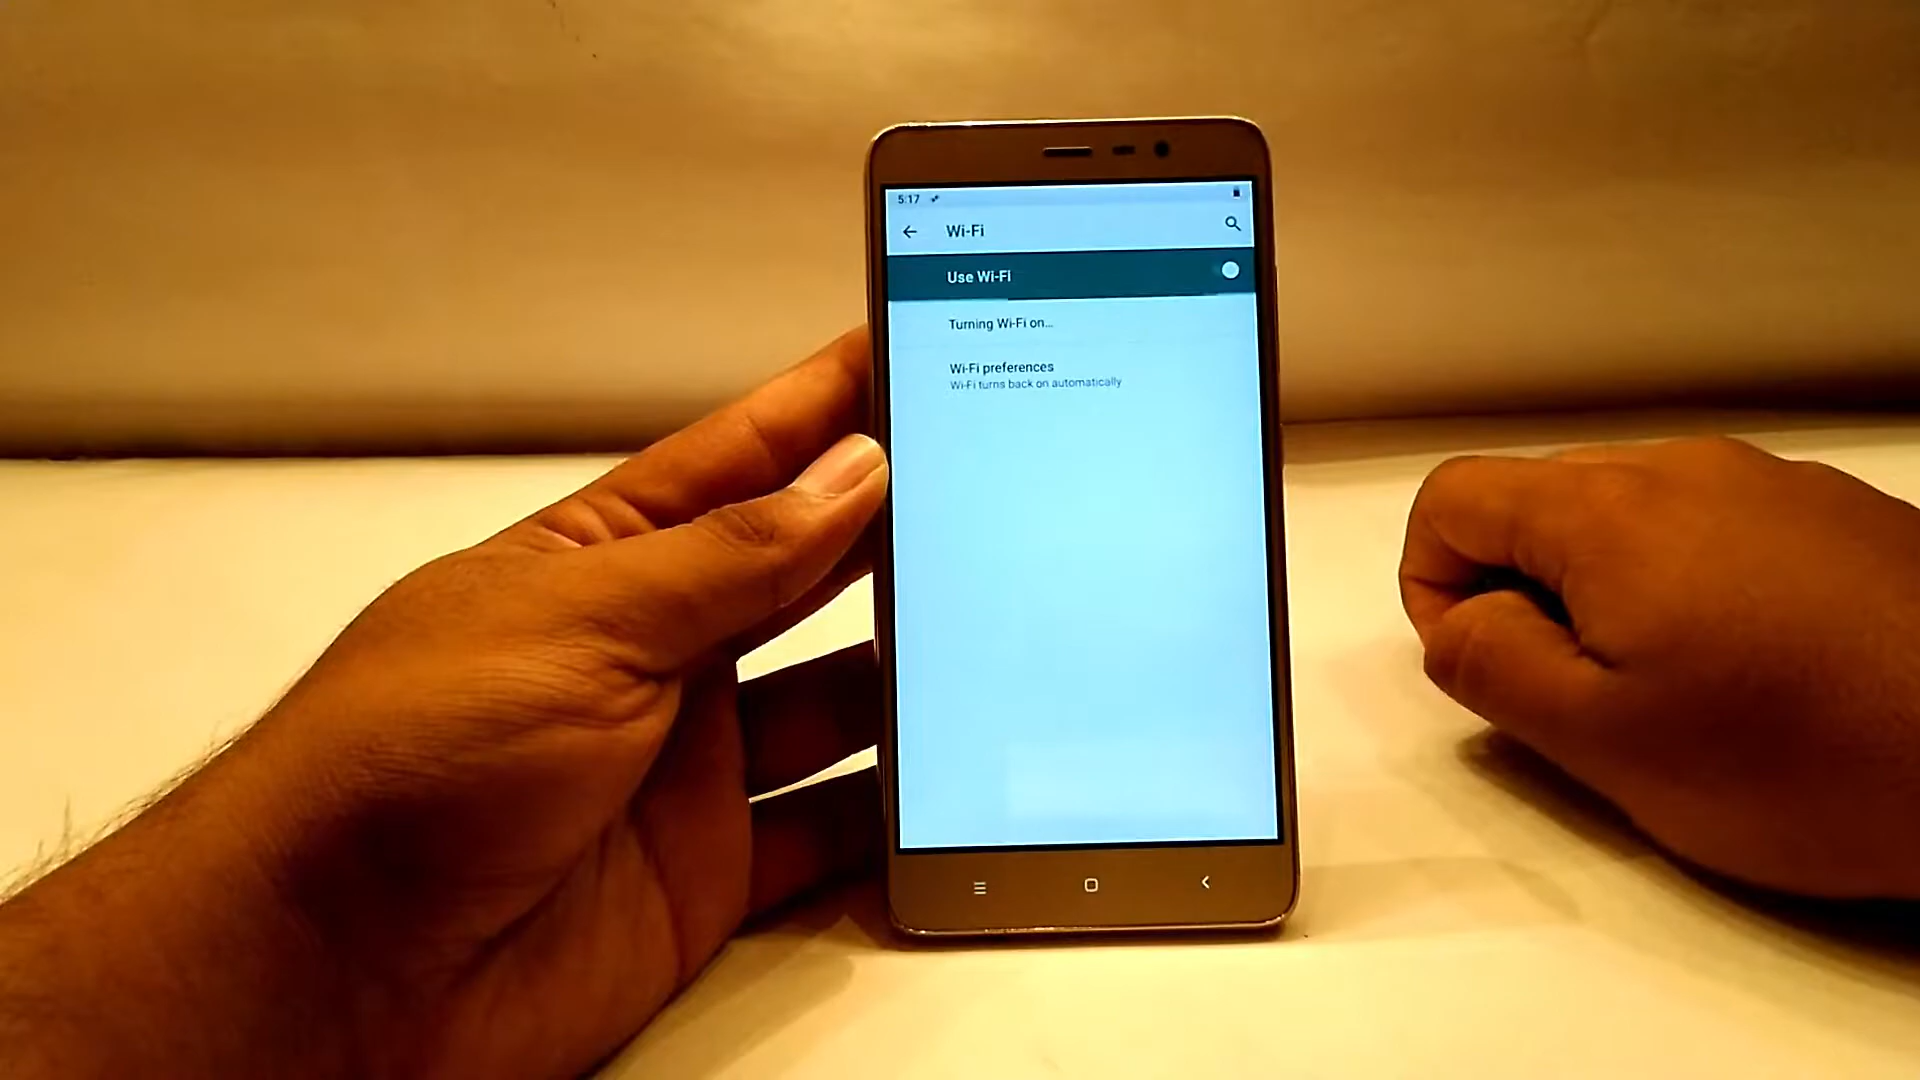 5:17
Wi-Fi
Use Wi-Fi
Turning Wi-Fi on...
Wi-Fi preferences
Wi-Fi turns back on automatically